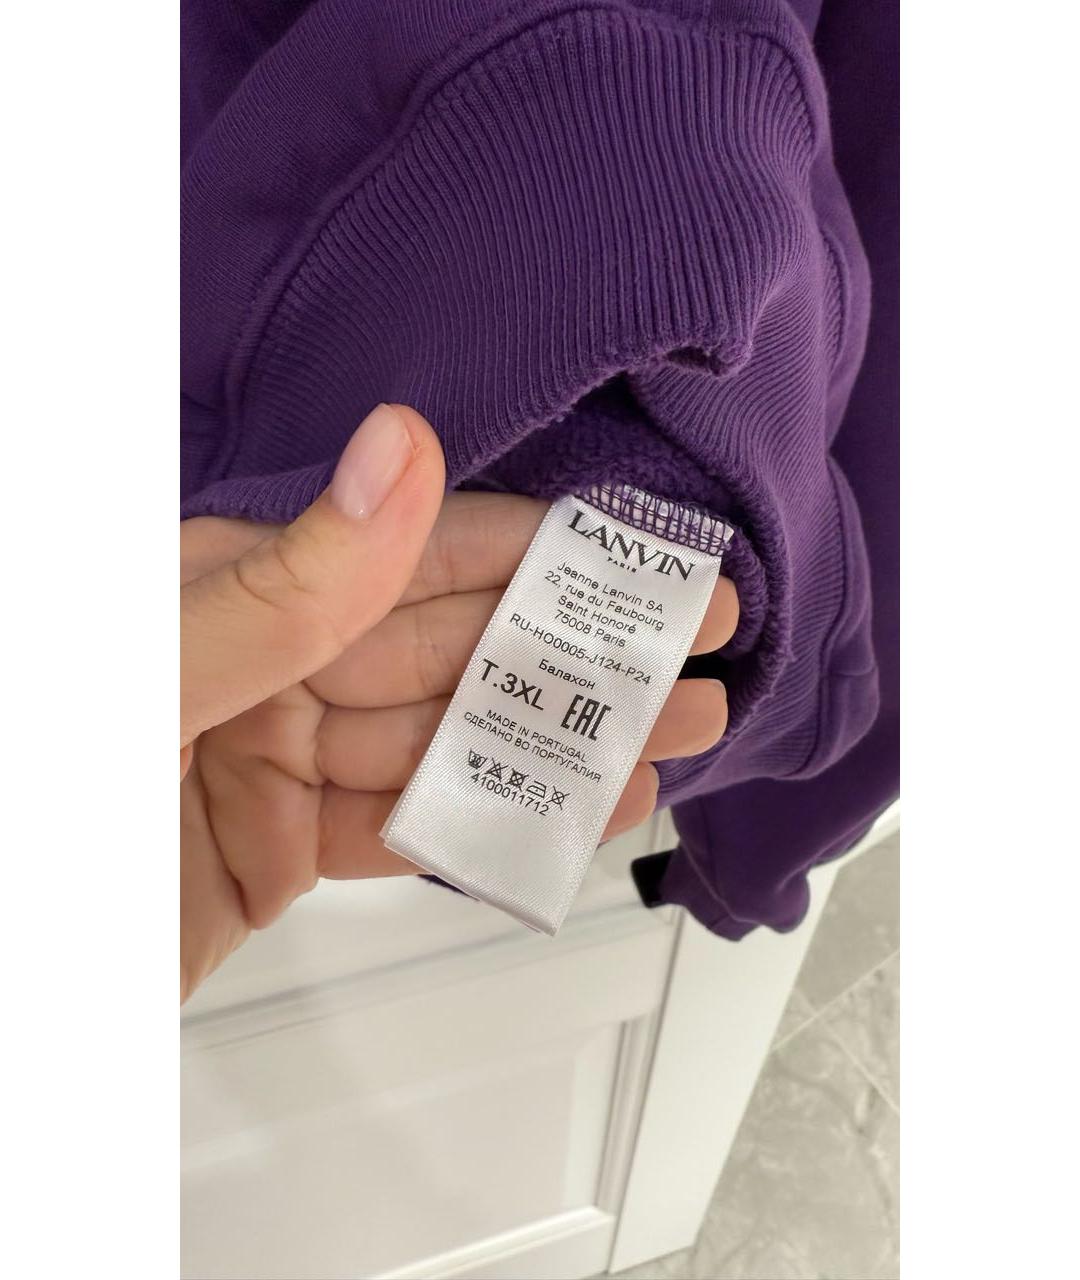 LANVIN
PARIS
Jeanne Lanvin SA
22, rue du Faubourg
Saint Honoré
75008 Paris
RU-HO0005-J124-P24
Балахон
T.3XL EAC
MADE IN PORTUGAL
СДЕЛАНО ВО ПОРТУГАЛИЯ
4100011712